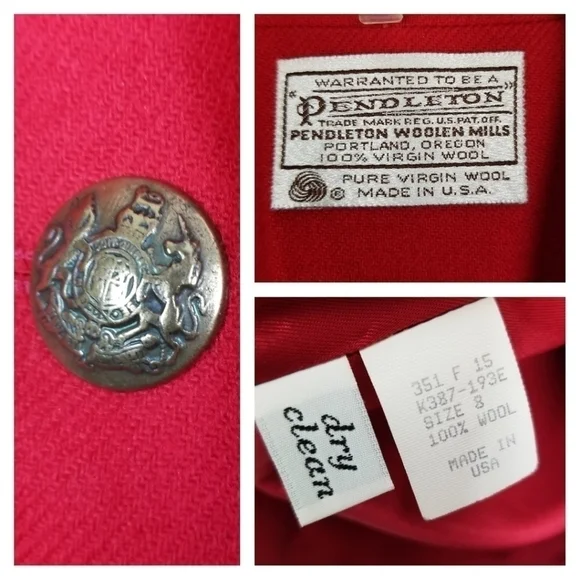 WARRANTED TO BE A
"PENDLETON"
TRADE MARK REG. U.S. PAT. OFF.
PENDLETON WOOLEN MILLS
PORTLAND, OREGON
100% VIRGIN WOOL
® PURE VIRGIN WOOL
MADE IN U.S.A.
dry
clean
351 F 15
K387-193E
SIZE 8
100% WOOL
MADE IN
USA